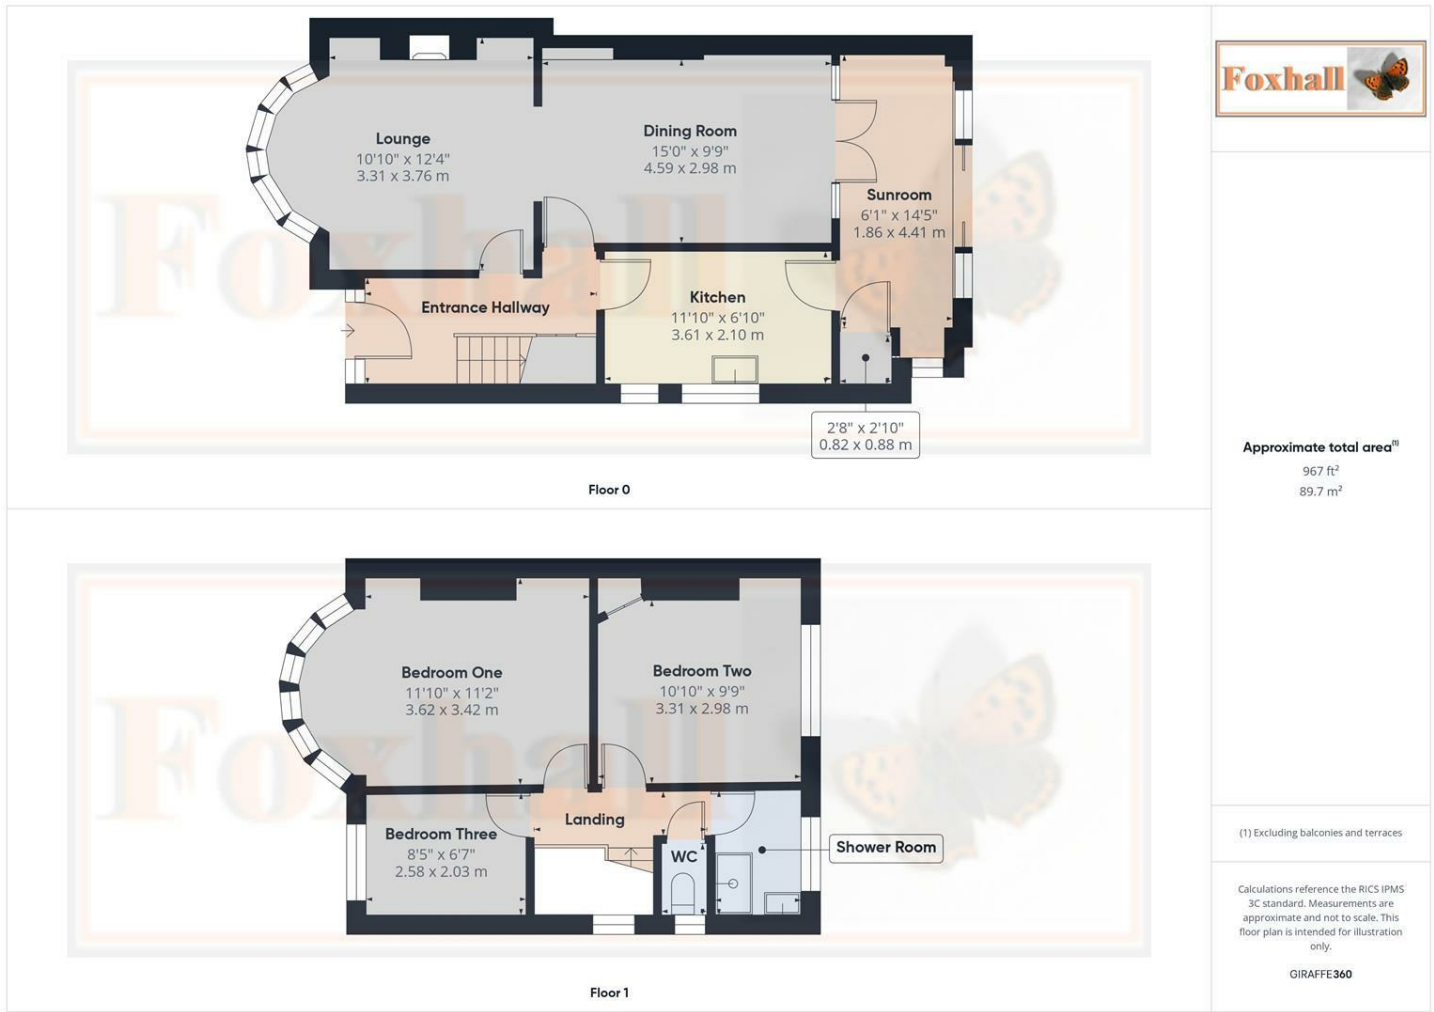 Foxhall
Lounge
10'10" x 12'4"
3.31 x 3.76 m
Dining Room
15'0" x 9'9"
4.59 x 2.98 m
Sunroom
6'1" x 14'5"
1.86 x 4.41 m
Entrance Hallway
Kitchen
11'10" x 6'10"
3.61 x 2.10 m
2'8" x 2'10"
0.82 x 0.88 m
Foxhall
Floor 0
Bedroom One
11'10" x 11'2"
3.62 x 3.42 m
Bedroom Two
10'10" x 9'9"
3.31 x 2.98 m
Bedroom Three
8'5" x 6'7"
2.58 x 2.03 m
Landing
WC
Shower Room
Foxhall
Floor 1
Approximate total area(1)
967 ft²
89.7 m²
(1) Excluding balconies and terraces
Calculations reference the RICS IPMS
3C standard. Measurements are
approximate and not to scale. This
floor plan is intended for illustration
only.
GIRAFFE360